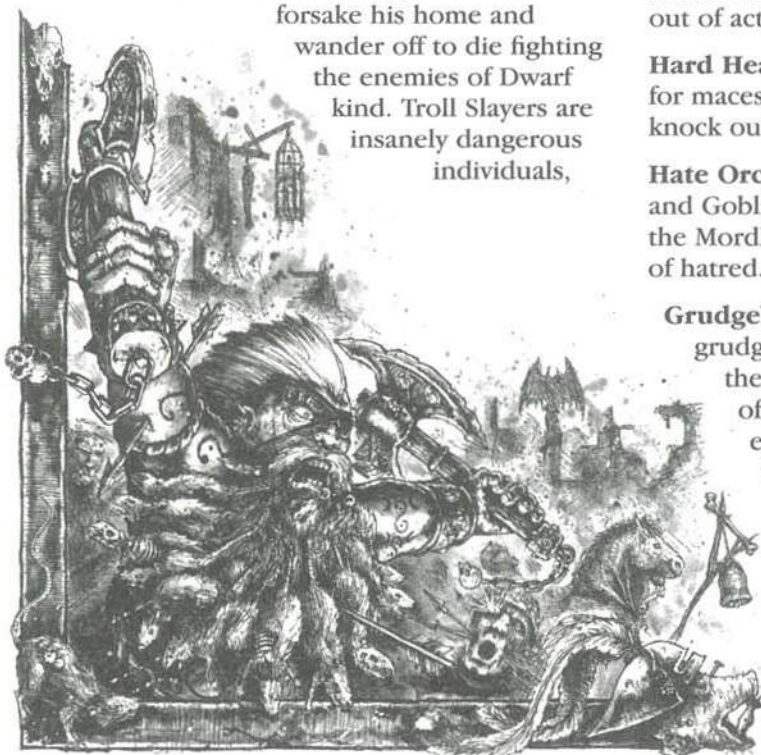 forsake his home and
wander off to die fighting
the enemies of Dwarf
kind. Troll Slayers are
insanely dangerous
individuals,
out of act
Hard Hea
for maces
knock ou
Hate Orc
and Gobl
the Mord
of hatred.
Grudge
grudg
the
of
e